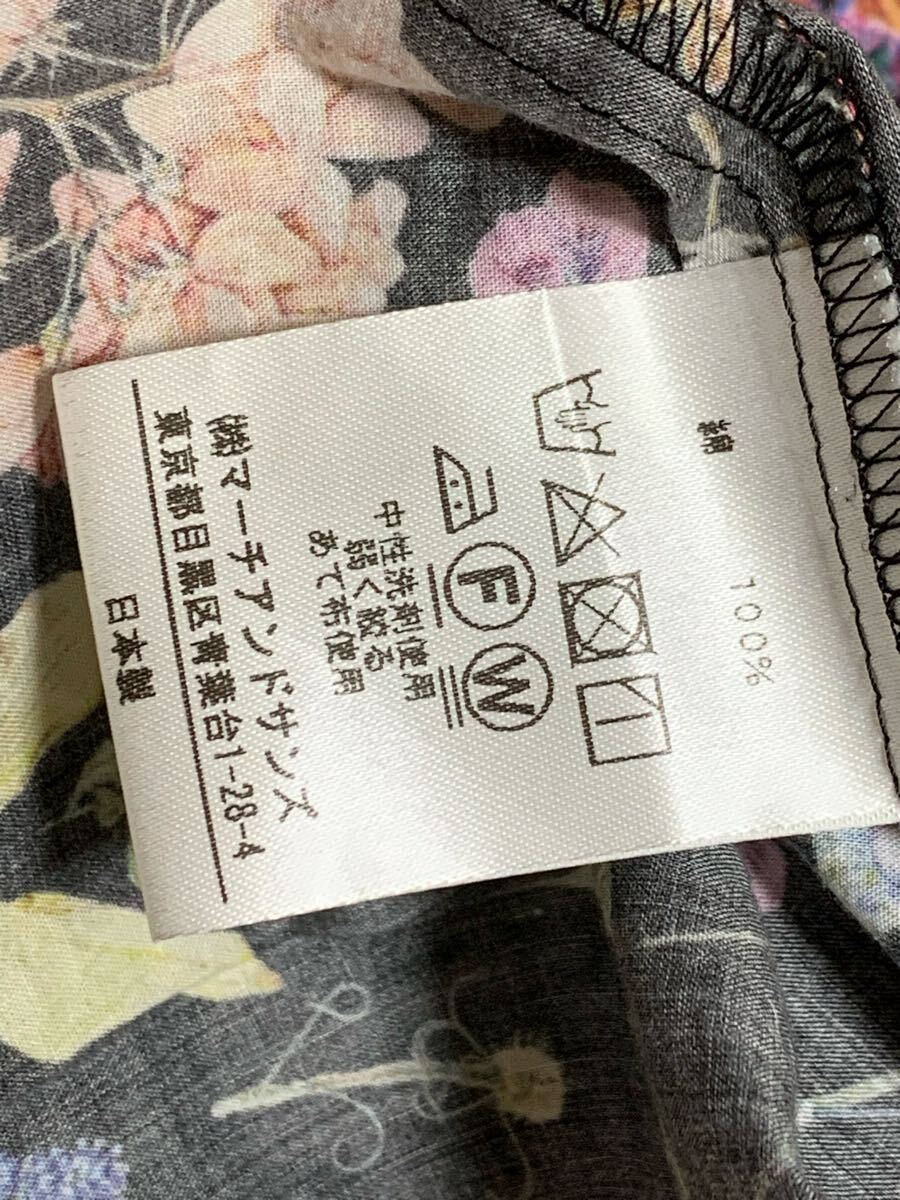 綿 100%
F W
中性洗剤使用
弱く絞る
あて布使用
㈱マーチアンドサンズ
東京都目黒区青葉台1-28-4
日本製